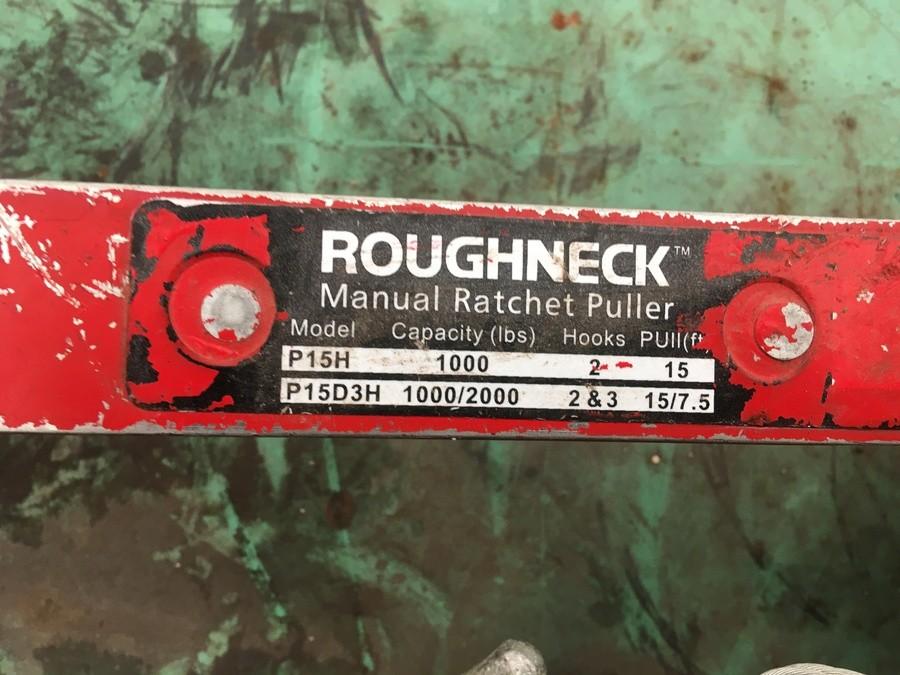 ROUGHNECK™
Manual Ratchet Puller
Model Capacity (lbs) Hooks PUll(ft
P15H 1000 2 15
P15D3H 1000/2000 2 & 3 15/7.5